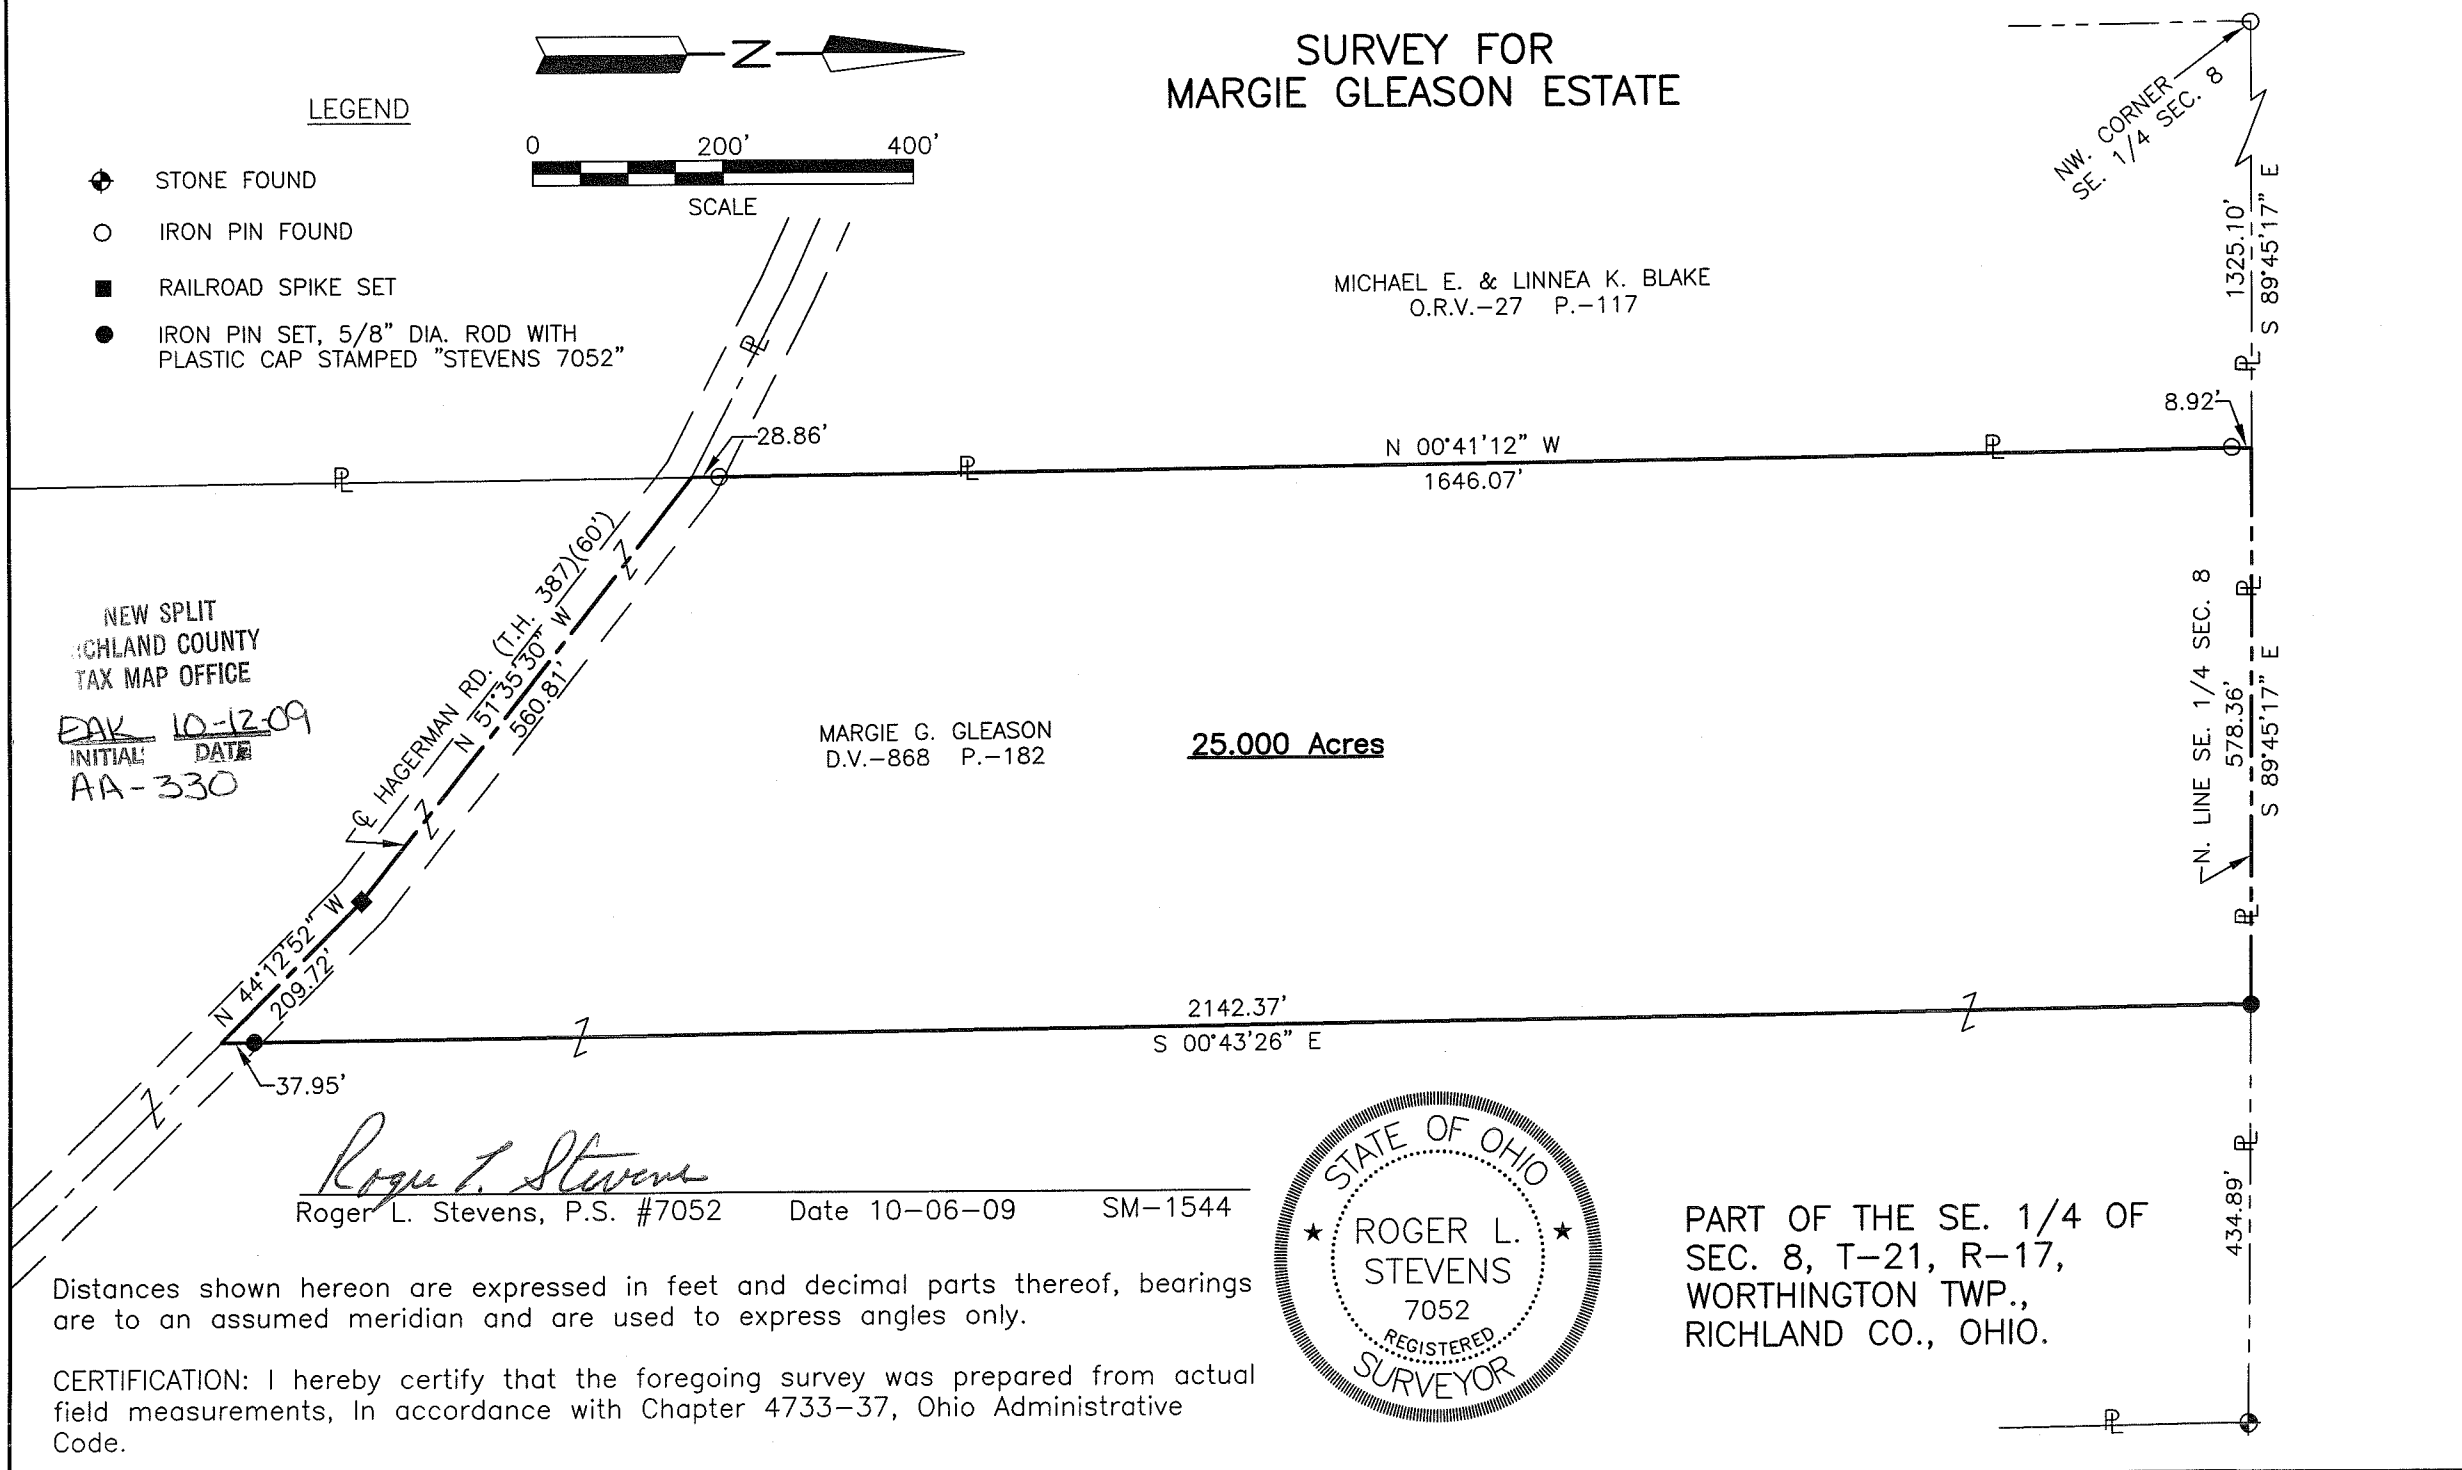 SURVEY FOR
MARGIE GLEASON ESTATE
N
LEGEND
STONE FOUND
IRON PIN FOUND
RAILROAD SPIKE SET
IRON PIN SET, 5/8" DIA. ROD WITH
PLASTIC CAP STAMPED "STEVENS 7052"
0 200' 400'
SCALE
NW. CORNER
SE. 1/4 SEC. 8
1325.10'
S 89°45'17" E
MICHAEL E. & LINNEA K. BLAKE
O.R.V.-27 P.-117
8.92'
28.86'
N 00°41'12" W
1646.07'
℄ HAGERMAN RD. (T.H. 387)(60')
N 51°35'30" W
560.81'
NEW SPLIT
CHLAND COUNTY
TAX MAP OFFICE
EAK 10-12-09
INITIAL DATE
AA-330
MARGIE G. GLEASON
D.V.-868 P.-182
25.000 Acres
N. LINE SE. 1/4 SEC. 8
578.36'
S 89°45'17" E
N 44°12'52" W
209.72'
37.95'
2142.37'
S 00°43'26" E
434.89'
Roger L. Stevens
Roger L. Stevens, P.S. #7052 Date 10-06-09 SM-1544
STATE OF OHIO
ROGER L.
STEVENS
7052
REGISTERED
SURVEYOR
PART OF THE SE. 1/4 OF
SEC. 8, T-21, R-17,
WORTHINGTON TWP.,
RICHLAND CO., OHIO.
Distances shown hereon are expressed in feet and decimal parts thereof, bearings
are to an assumed meridian and are used to express angles only.
CERTIFICATION: I hereby certify that the foregoing survey was prepared from actual
field measurements, In accordance with Chapter 4733-37, Ohio Administrative
Code.